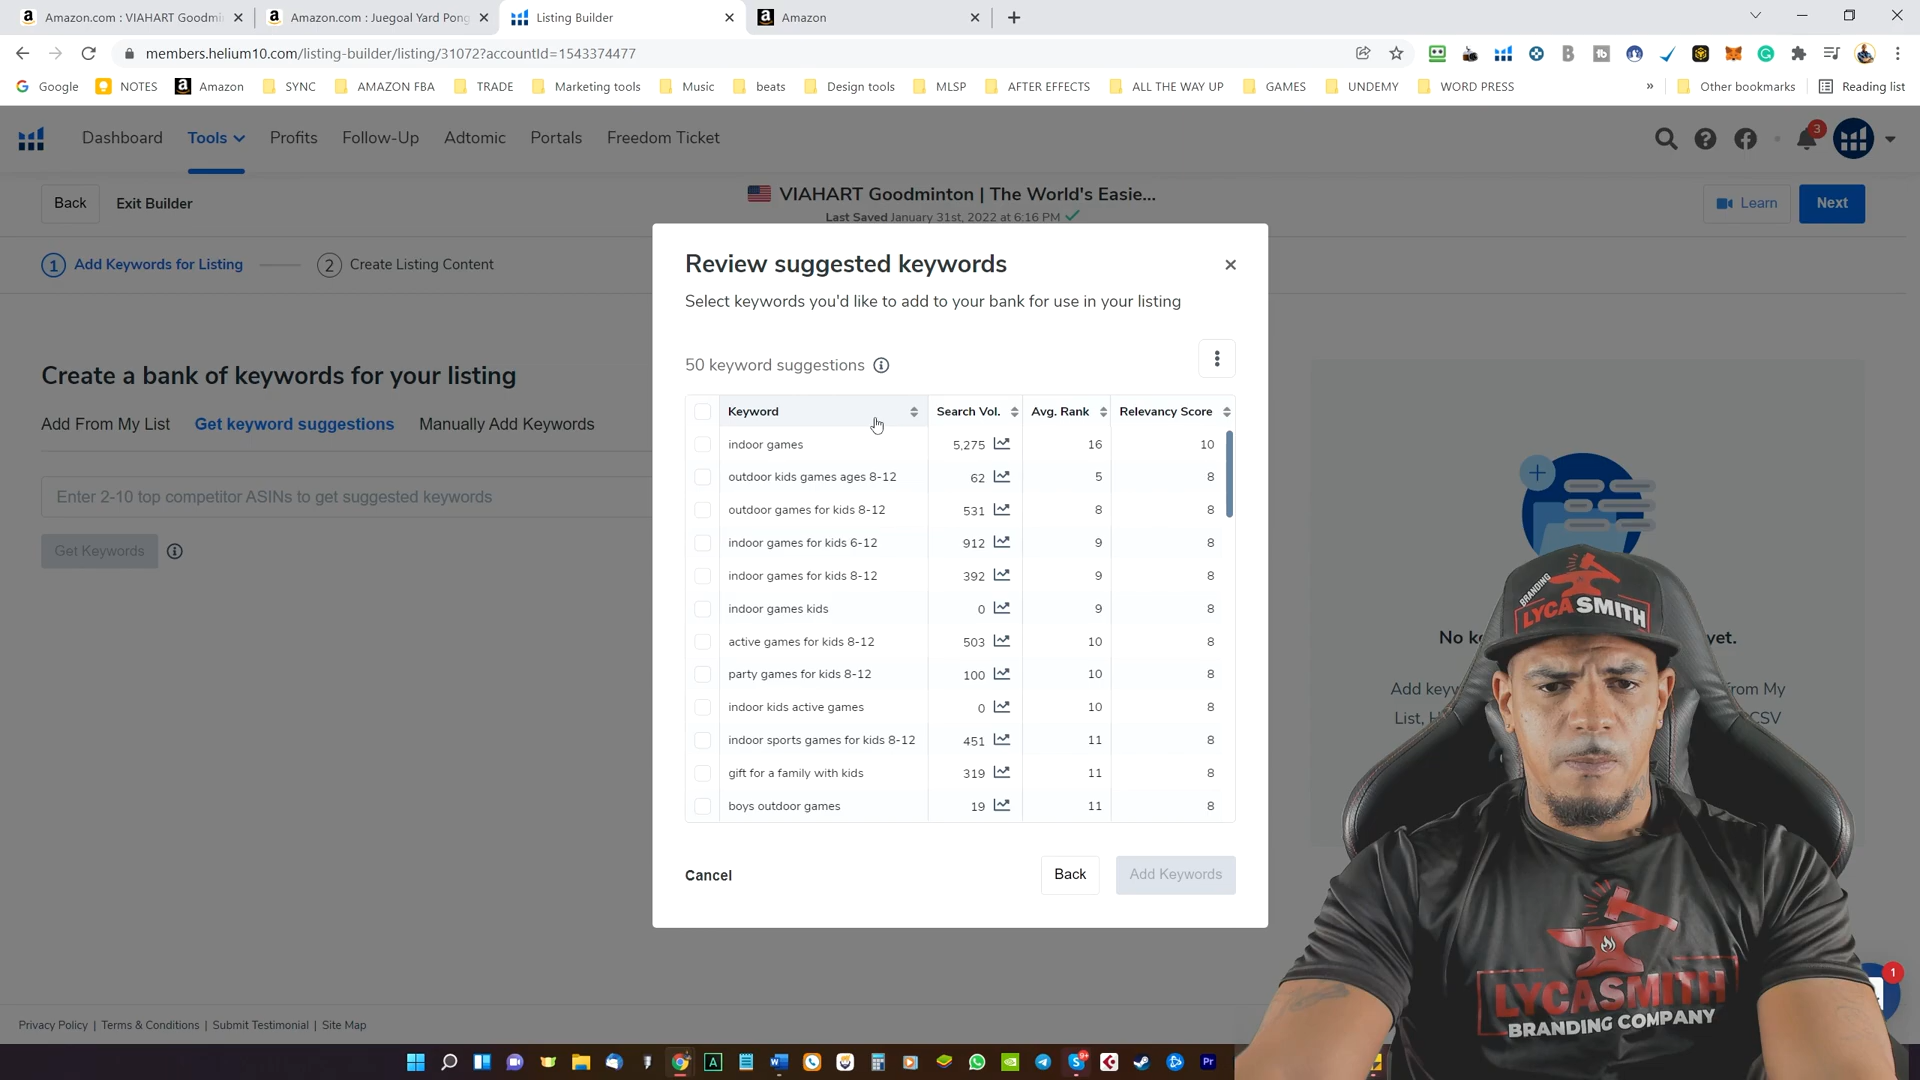 Amazon.com : VIAHART Goodmi
Amazon.com : Juegoal Yard Pong
Listing Builder
Amazon
members.helium10.com/listing-builder/listing/31072?accountId=1543374477
Google
NOTES
Amazon
SYNC
AMAZON FBA
TRADE
Marketing tools
Music
beats
Design tools
MLSP
AFTER EFFECTS
ALL THE WAY UP
GAMES
UNDEMY
WORD PRESS
»
Other bookmarks
Reading list
Dashboard
Tools
Profits
Follow-Up
Adtomic
Portals
Freedom Ticket
3
Back
Exit Builder
VIAHART Goodminton | The World's Easie...
Last Saved January 31st, 2022 at 6:16 PM
Learn
Next
1 Add Keywords for Listing
2 Create Listing Content
Create a bank of keywords for your listing
Add From My List
Get keyword suggestions
Manually Add Keywords
Enter 2-10 top competitor ASINs to get suggested keywords
Get Keywords
Review suggested keywords
Select keywords you'd like to add to your bank for use in your listing
50 keyword suggestions
Keyword Search Vol. Avg. Rank Relevancy Score
indoor games 5,275 16 10
outdoor kids games ages 8-12 62 5 8
outdoor games for kids 8-12 531 8 8
indoor games for kids 6-12 912 9 8
indoor games for kids 8-12 392 9 8
indoor games kids 0 9 8
active games for kids 8-12 503 10 8
party games for kids 8-12 100 10 8
indoor kids active games 0 10 8
indoor sports games for kids 8-12 451 11 8
gift for a family with kids 319 11 8
boys outdoor games 19 11 8
Cancel
Back
Add Keywords
No
yet.
Add
rom My
List,
CSV
BRANDING
LYCASMITH
LYCASMITH
BRANDING COMPANY
1
Privacy Policy | Terms & Conditions | Submit Testimonial | Site Map
A
9+
Pr